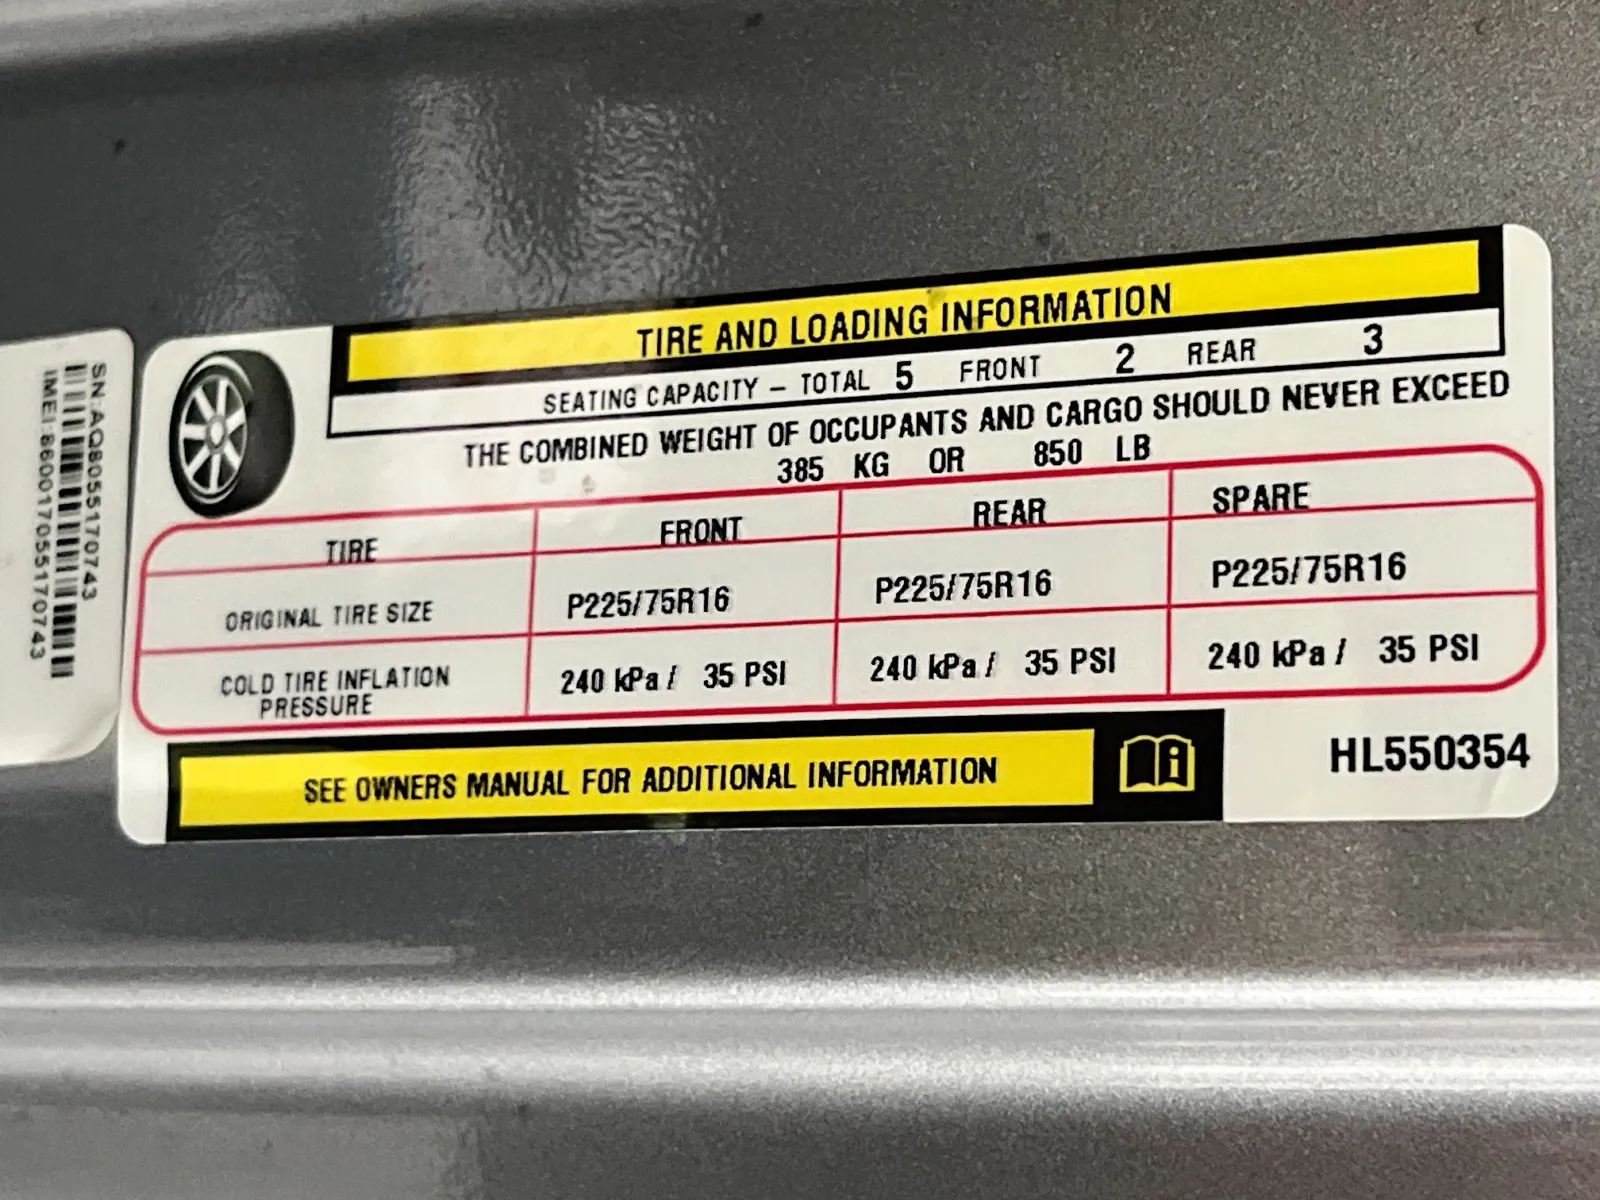 TIRE AND LOADING INFORMATION
SEATING CAPACITY – TOTAL 5 FRONT 2 REAR 3
THE COMBINED WEIGHT OF OCCUPANTS AND CARGO SHOULD NEVER EXCEED
385 KG OR 850 LB
TIRE FRONT REAR SPARE
ORIGINAL TIRE SIZE P225/75R16 P225/75R16 P225/75R16
COLD TIRE INFLATION
PRESSURE 240 kPa / 35 PSI 240 kPa / 35 PSI 240 kPa / 35 PSI
SEE OWNERS MANUAL FOR ADDITIONAL INFORMATION
HL550354
SN:AQ8055170743
IMEI:860017055170743